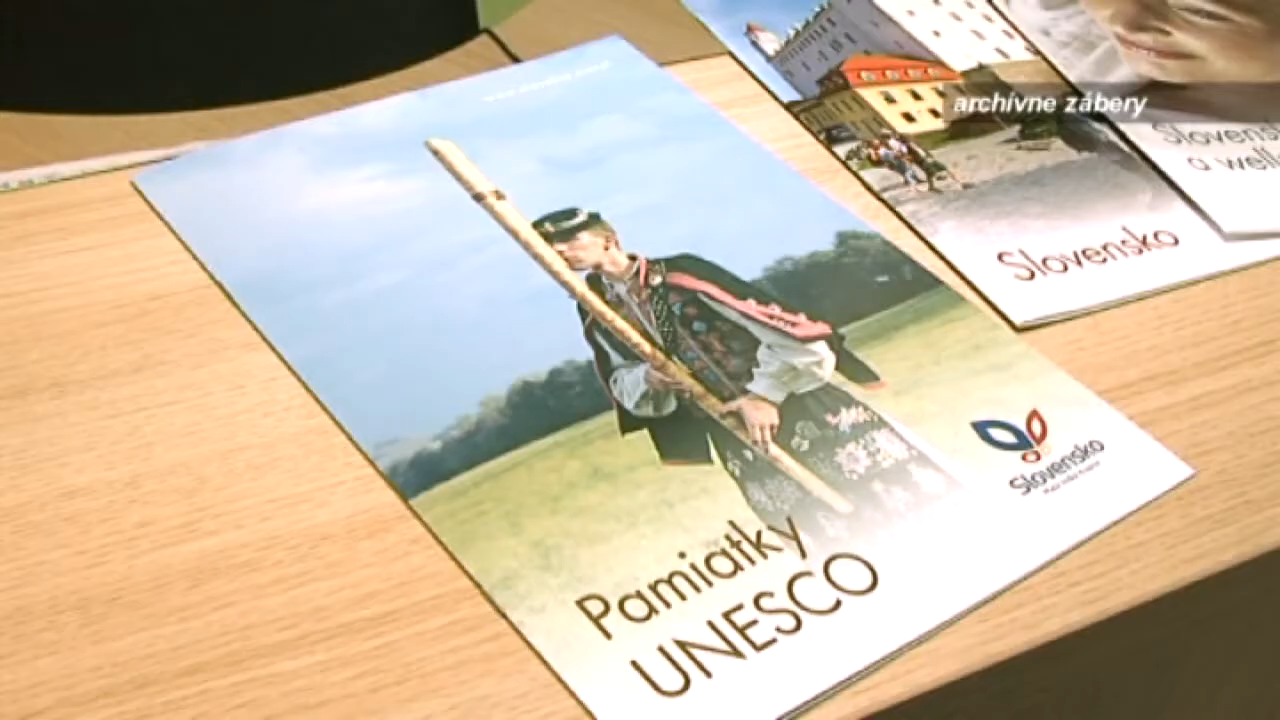 archívne zábery
Slovensko
Pamiatky
UNESCO
Slovensko